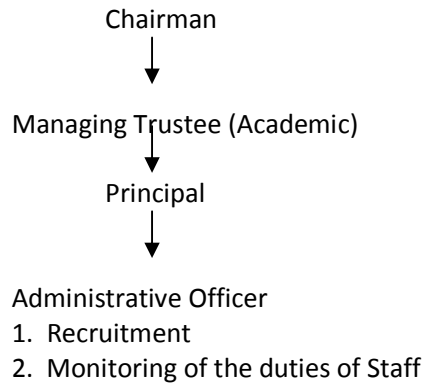 Chairman
Managing Trustee (Academic)
Principal
Administrative Officer
1. Recruitment
2. Monitoring of the duties of Staff